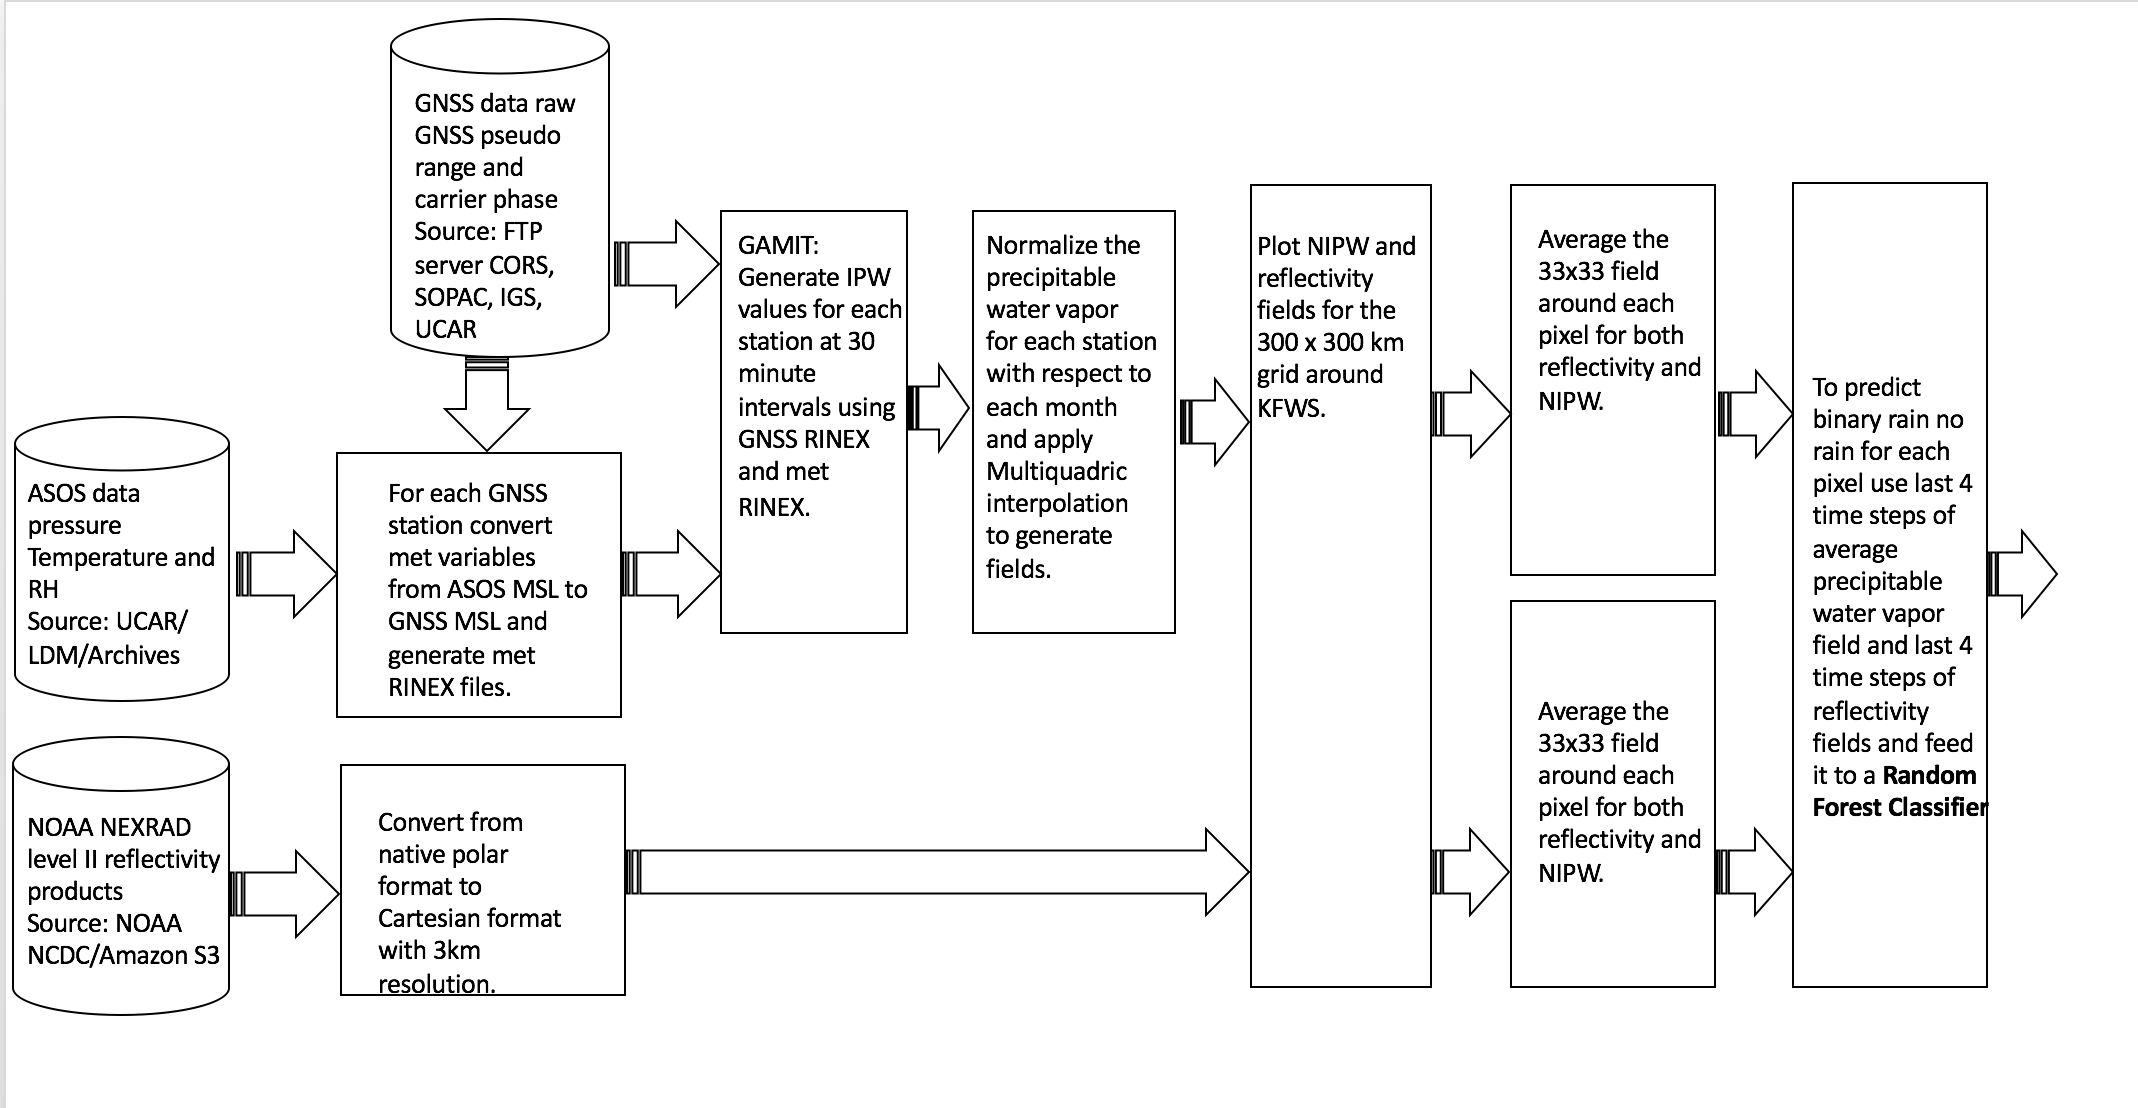 GNSS data raw
GNSS pseudo
range and
carrier phase
Source: FTP
server CORS,
SOPAC, IGS,
UCAR
ASOS data
pressure
Temperature and
RH
Source: UCAR/
LDM/Archives
For each GNSS
station convert
met variables
from ASOS MSL to
GNSS MSL and
generate met
RINEX files.
GAMIT:
Generate IPW
values for each
station at 30
minute
intervals using
GNSS RINEX
and met
RINEX.
Normalize the
precipitable
water vapor
for each station
with respect to
each month
and apply
Multiquadric
interpolation
to generate
fields.
NOAA NEXRAD
level II reflectivity
products
Source: NOAA
NCDC/Amazon S3
Convert from
native polar
format to
Cartesian format
with 3km
resolution.
Plot NIPW and
reflectivity
fields for the
300 x 300 km
grid around
KFWS.
Average the
33x33 field
around each
pixel for both
reflectivity and
NIPW.
Average the
33x33 field
around each
pixel for both
reflectivity and
NIPW.
To predict
binary rain no
rain for each
pixel use last 4
time steps of
average
precipitable
water vapor
field and last 4
time steps of
reflectivity
fields and feed
it to a Random
Forest Classifier